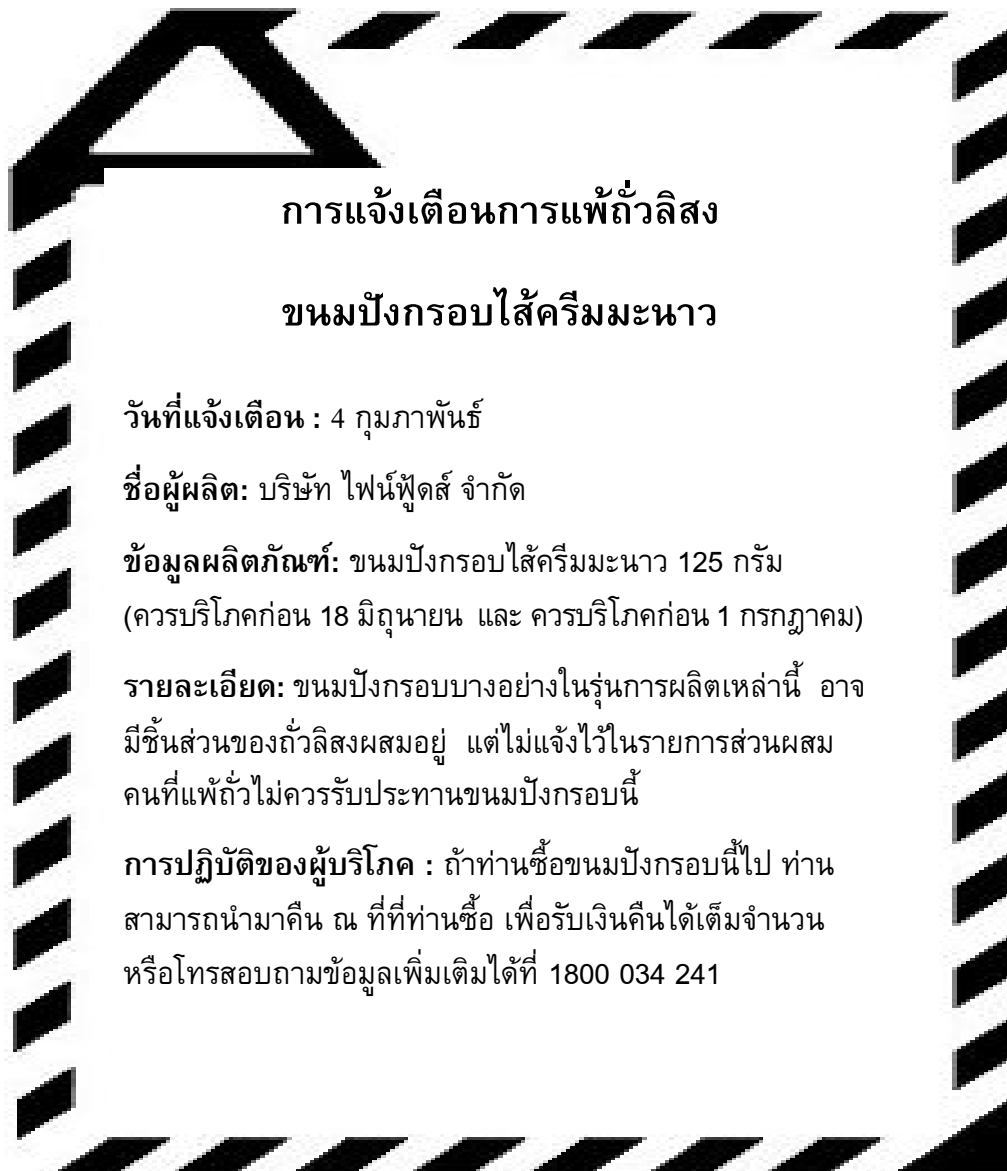 การแจ้งเตือนการแพ้ถั่วลิสง
ขนมปังกรอบไส้ครีมมะนาว
วันที่แจ้งเตือน : 4 กุมภาพันธ์
ชื่อผู้ผลิต: บริษัท ไฟน์ฟู้ดส์ จำกัด
ข้อมูลผลิตภัณฑ์: ขนมปังกรอบไส้ครีมมะนาว 125 กรัม
(ควรบริโภคก่อน 18 มิถุนายน และ ควรบริโภคก่อน 1 กรกฎาคม)
รายละเอียด: ขนมปังกรอบบางอย่างในรุ่นการผลิตเหล่านี้ อาจ
มีชิ้นส่วนของถั่วลิสงผสมอยู่ แต่ไม่แจ้งไว้ในรายการส่วนผสม
คนที่แพ้ถั่วไม่ควรรับประทานขนมปังกรอบนี้
การปฏิบัติของผู้บริโภค : ถ้าท่านซื้อขนมปังกรอบนี้ไป ท่าน
สามารถนำมาคืน ณ ที่ที่ท่านซื้อ เพื่อรับเงินคืนได้เต็มจำนวน
หรือโทรสอบถามข้อมูลเพิ่มเติมได้ที่ 1800 034 241